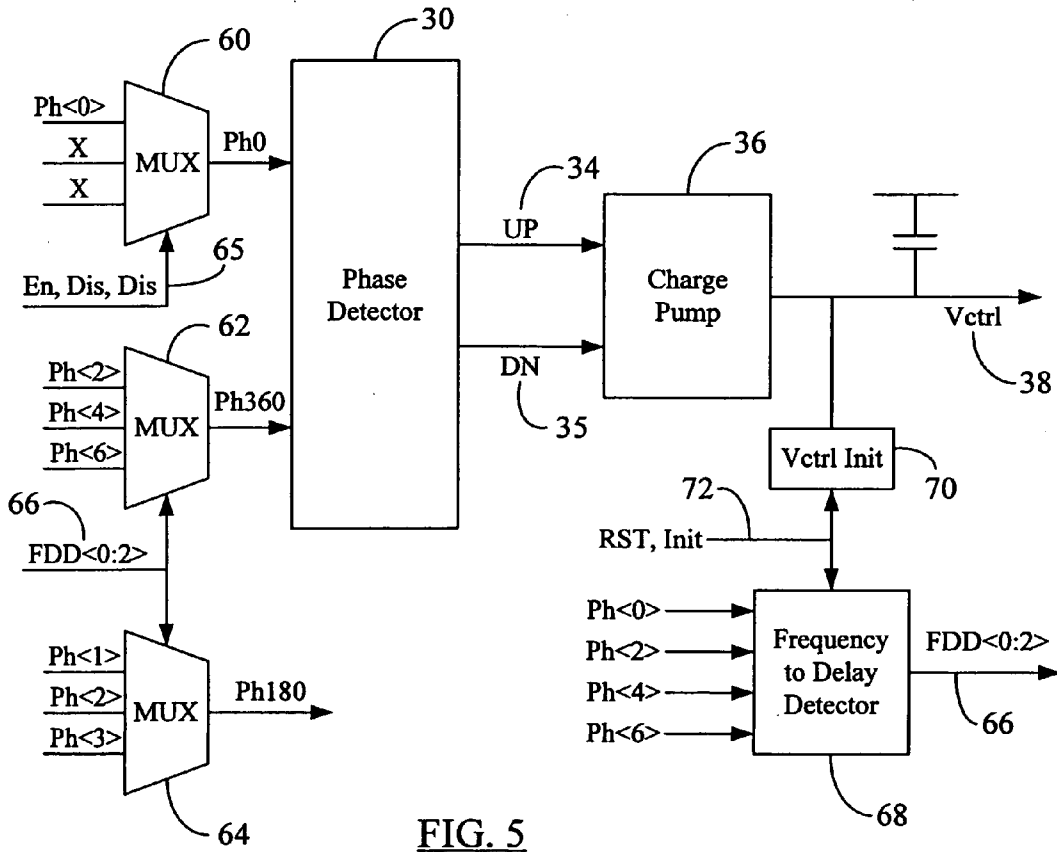 60
Ph<0>
X
X
MUX
Ph0
65
En, Dis, Dis
62
Ph<2>
Ph<4>
Ph<6>
MUX
Ph360
66
FDD<0:2>
Ph<1>
Ph<2>
Ph<3>
MUX
Ph180
64
30
Phase
Detector
34
UP
DN
35
36
Charge
Pump
Vctrl
38
Vctrl Init
70
72
RST, Init
Ph<0>
Ph<2>
Ph<4>
Ph<6>
Frequency
to Delay
Detector
FDD<0:2>
66
68
FIG. 5